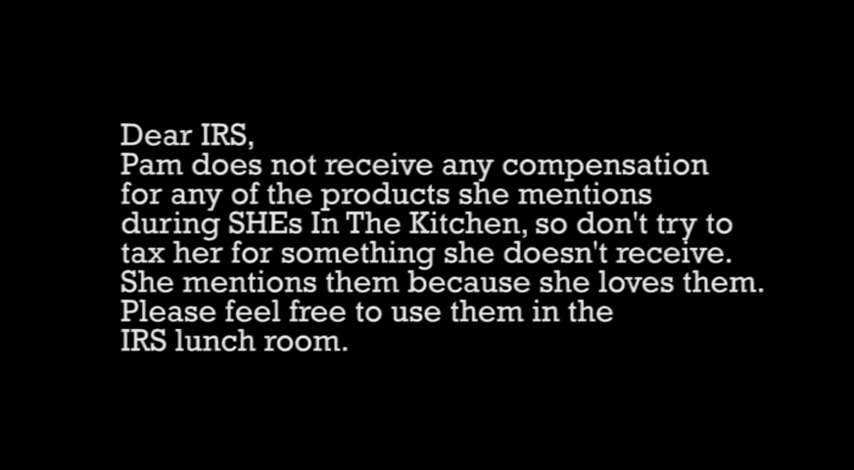 Dear IRS,
Pam does not receive any compensation
for any of the products she mentions
during SHEs In The Kitchen, so don't try to
tax her for something she doesn't receive.
She mentions them because she loves them.
Please feel free to use them in the
IRS lunch room.